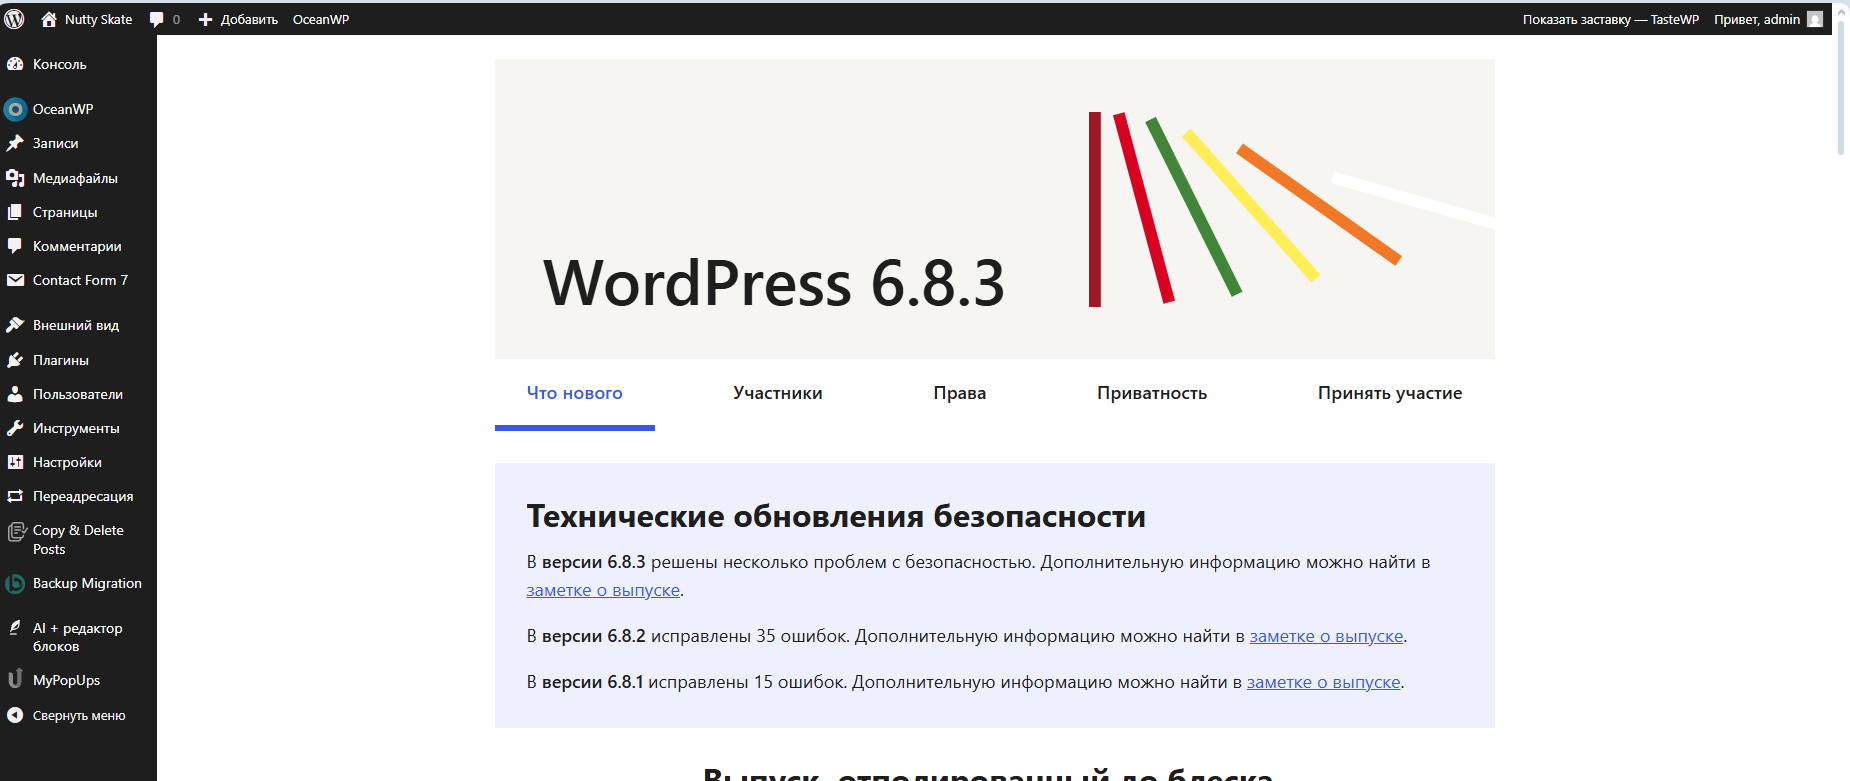 Nutty Skate 0 Добавить OceanWP Показать заставку — TasteWP Привет, admin
Консоль
OceanWP
Записи
Медиафайлы
Страницы
Комментарии
Contact Form 7
Внешний вид
Плагины
Пользователи
Инструменты
Настройки
Переадресация
Copy & Delete
Posts
Backup Migration
AI + редактор
блоков
MyPopUps
Свернуть меню
WordPress 6.8.3
Что нового Участники Права Приватность Принять участие
Технические обновления безопасности
В версии 6.8.3 решены несколько проблем с безопасностью. Дополнительную информацию можно найти в
заметке о выпуске.
В версии 6.8.2 исправлены 35 ошибок. Дополнительную информацию можно найти в заметке о выпуске.
В версии 6.8.1 исправлены 15 ошибок. Дополнительную информацию можно найти в заметке о выпуске.
Выпуск, отполированный до блеска